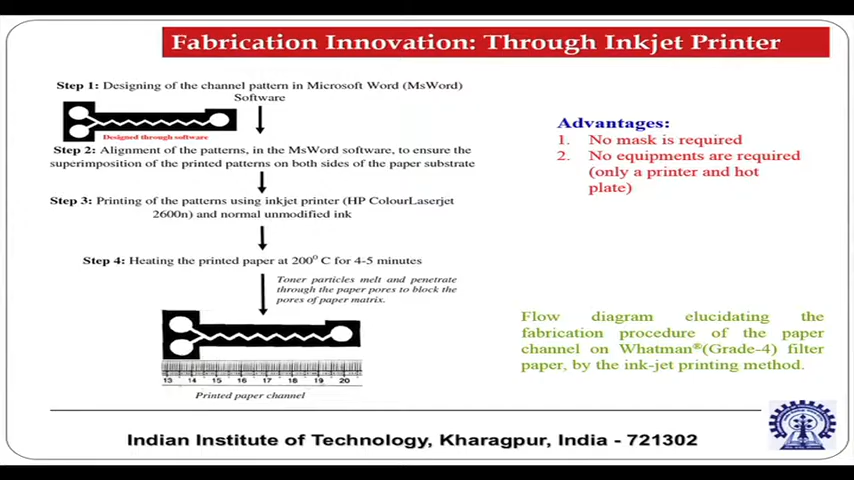 Fabrication Innovation: Through Inkjet Printer
Step 1: Designing of the channel pattern in Microsoft Word (MsWord)
Software
Designed through software
Step 2: Alignment of the patterns, in the MsWord software, to ensure the
superimposition of the printed patterns on both sides of the paper substrate
Step 3: Printing of the patterns using inkjet printer (HP ColourLaserjet
2600n) and normal unmodified ink
Step 4: Heating the printed paper at 200⁰ C for 4-5 minutes
Toner particles melt and penetrate
through the paper pores to block the
pores of paper matrix.
13 14 15 16 17 18 19 20
Printed paper channel
Advantages:
1. No mask is required
2. No equipments are required
(only a printer and hot
plate)
Flow diagram elucidating the
fabrication procedure of the paper
channel on Whatman®(Grade-4) filter
paper, by the ink-jet printing method.
Indian Institute of Technology, Kharagpur, India - 721302